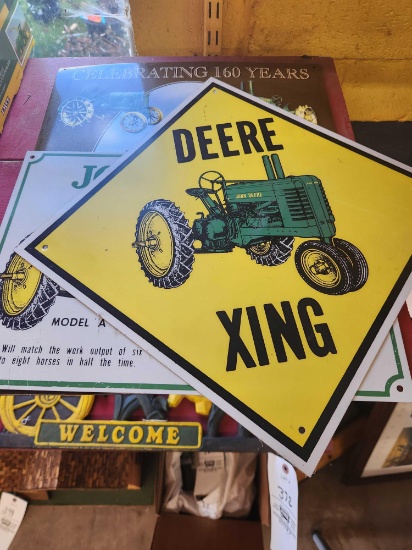 CELEBRATING 160 YEARS
DEERE
JOHN DEERE
XING
MODEL A
Will match the work output of six
to eight horses in half the time.
WELCOME
378